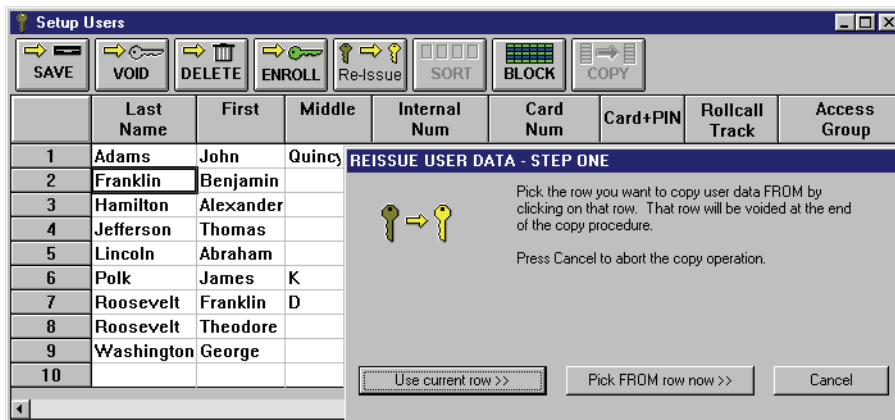 Setup Users
SAVE VOID DELETE ENROLL Re-Issue SORT BLOCK COPY
Last Name First Middle Internal Num Card Num Card+PIN Rollcall Track Access Group
1 Adams John Quincy
2 Franklin Benjamin
3 Hamilton Alexander
4 Jefferson Thomas
5 Lincoln Abraham
6 Polk James K
7 Roosevelt Franklin D
8 Roosevelt Theodore
9 Washington George
10
REISSUE USER DATA - STEP ONE
Pick the row you want to copy user data FROM by
clicking on that row. That row will be voided at the end
of the copy procedure.
Press Cancel to abort the copy operation.
Use current row >> Pick FROM row now >> Cancel